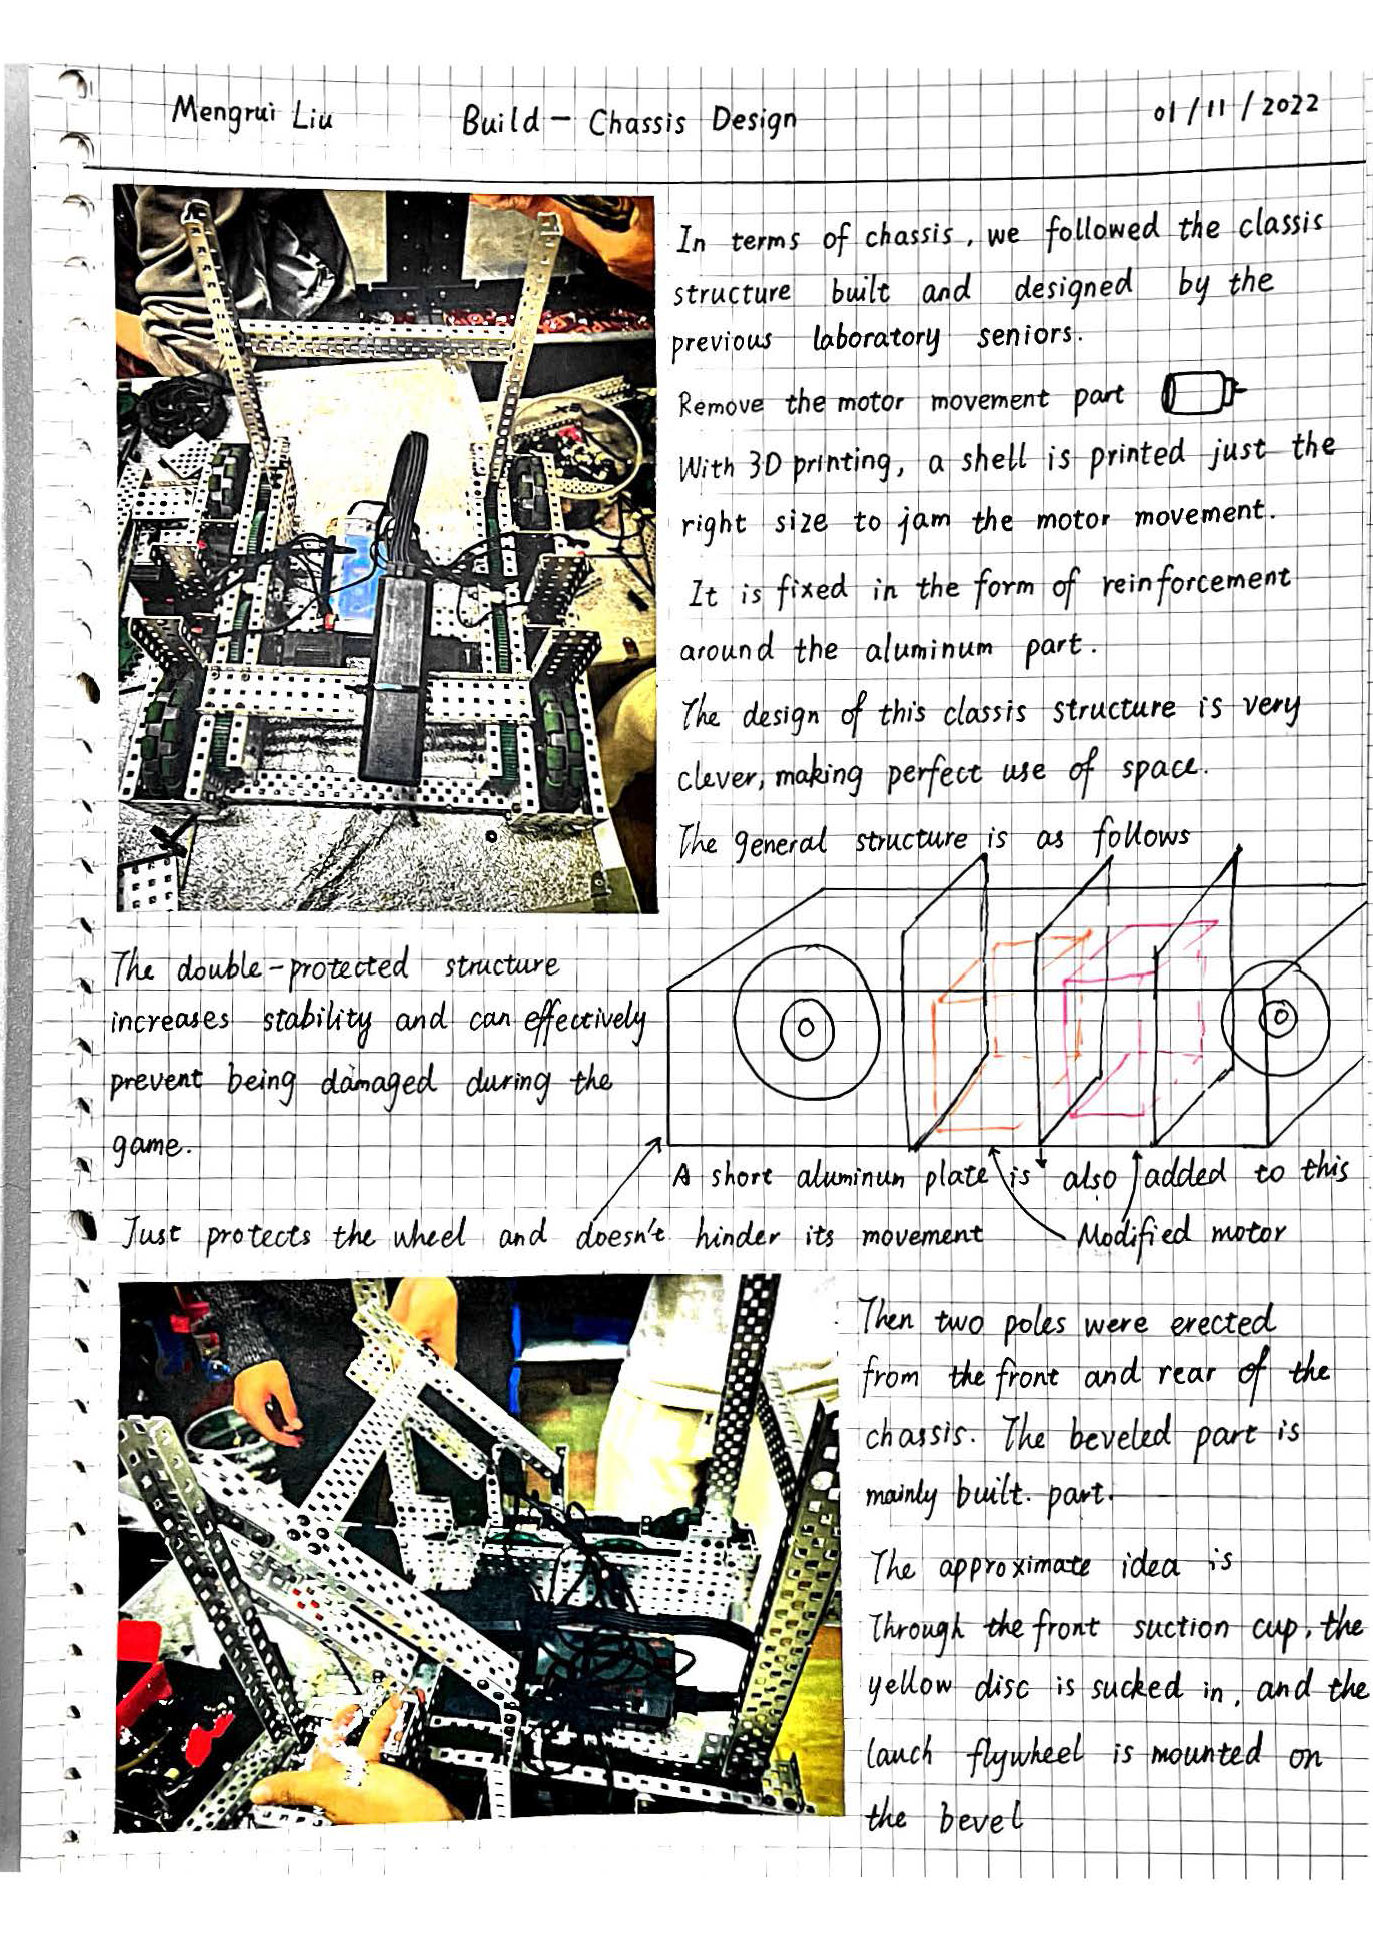 Mengrui Liu
Build - Chassis Design
01/11/2022
In terms of chassis, we followed the classis
structure built and designed by the
previous laboratory seniors.
Remove the motor movement part
With 3D printing, a shell is printed just the
right size to jam the motor movement.
It is fixed in the form of reinforcement
around the aluminum part.
The design of this classis structure is very
clever, making perfect use of space.
The general structure is as follows
The double-protected structure
increases stability and can effectively
prevent being damaged during the
game.
A short aluminum plate is also added to this
Just protects the wheel and doesn't hinder its movement
Modified motor
Then two poles were erected
from the front and rear of the
chassis. The beveled part is
mainly built. part.
The approximate idea is
Through the front suction cup, the
yellow disc is sucked in, and the
lauch flywheel is mounted on
the bevel